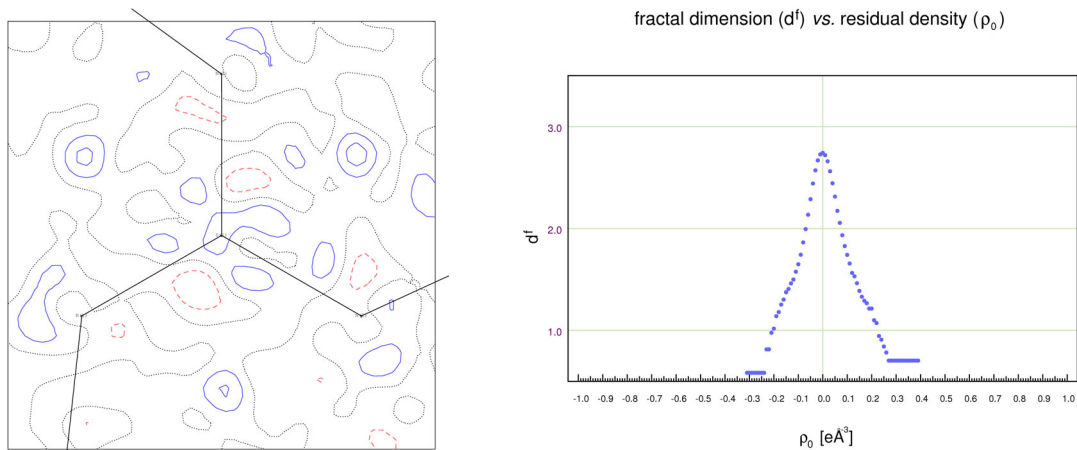 fractal dimension (dᶠ) vs. residual density (ρ₀)
3.0
2.0
1.0
dᶠ
-1.0 -0.9 -0.8 -0.7 -0.6 -0.5 -0.4 -0.3 -0.2 -0.1 0.0 0.1 0.2 0.3 0.4 0.5 0.6 0.7 0.8 0.9 1.0
ρ₀ [eÅ⁻³]